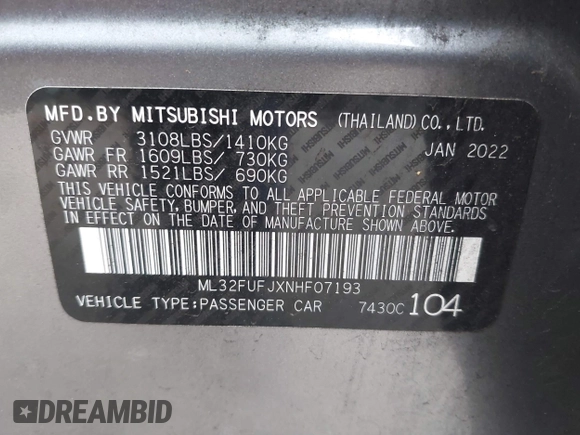 MFD.BY MITSUBISHI MOTORS (THAILAND)CO.,LTD.
GVWR 3108LBS/1410KG JAN 2022
GAWR FR 1609LBS/ 730KG
GAWR RR 1521LBS/ 690KG
THIS VEHICLE CONFORMS TO ALL APPLICABLE FEDERAL MOTOR
VEHICLE SAFETY, BUMPER, AND THEFT PREVENTION STANDARDS
IN EFFECT ON THE DATE OF MANUFACTURE SHOWN ABOVE.
ML32FUFJXNHF07193
VEHICLE TYPE:PASSENGER CAR 7430C 104
DREAMBID